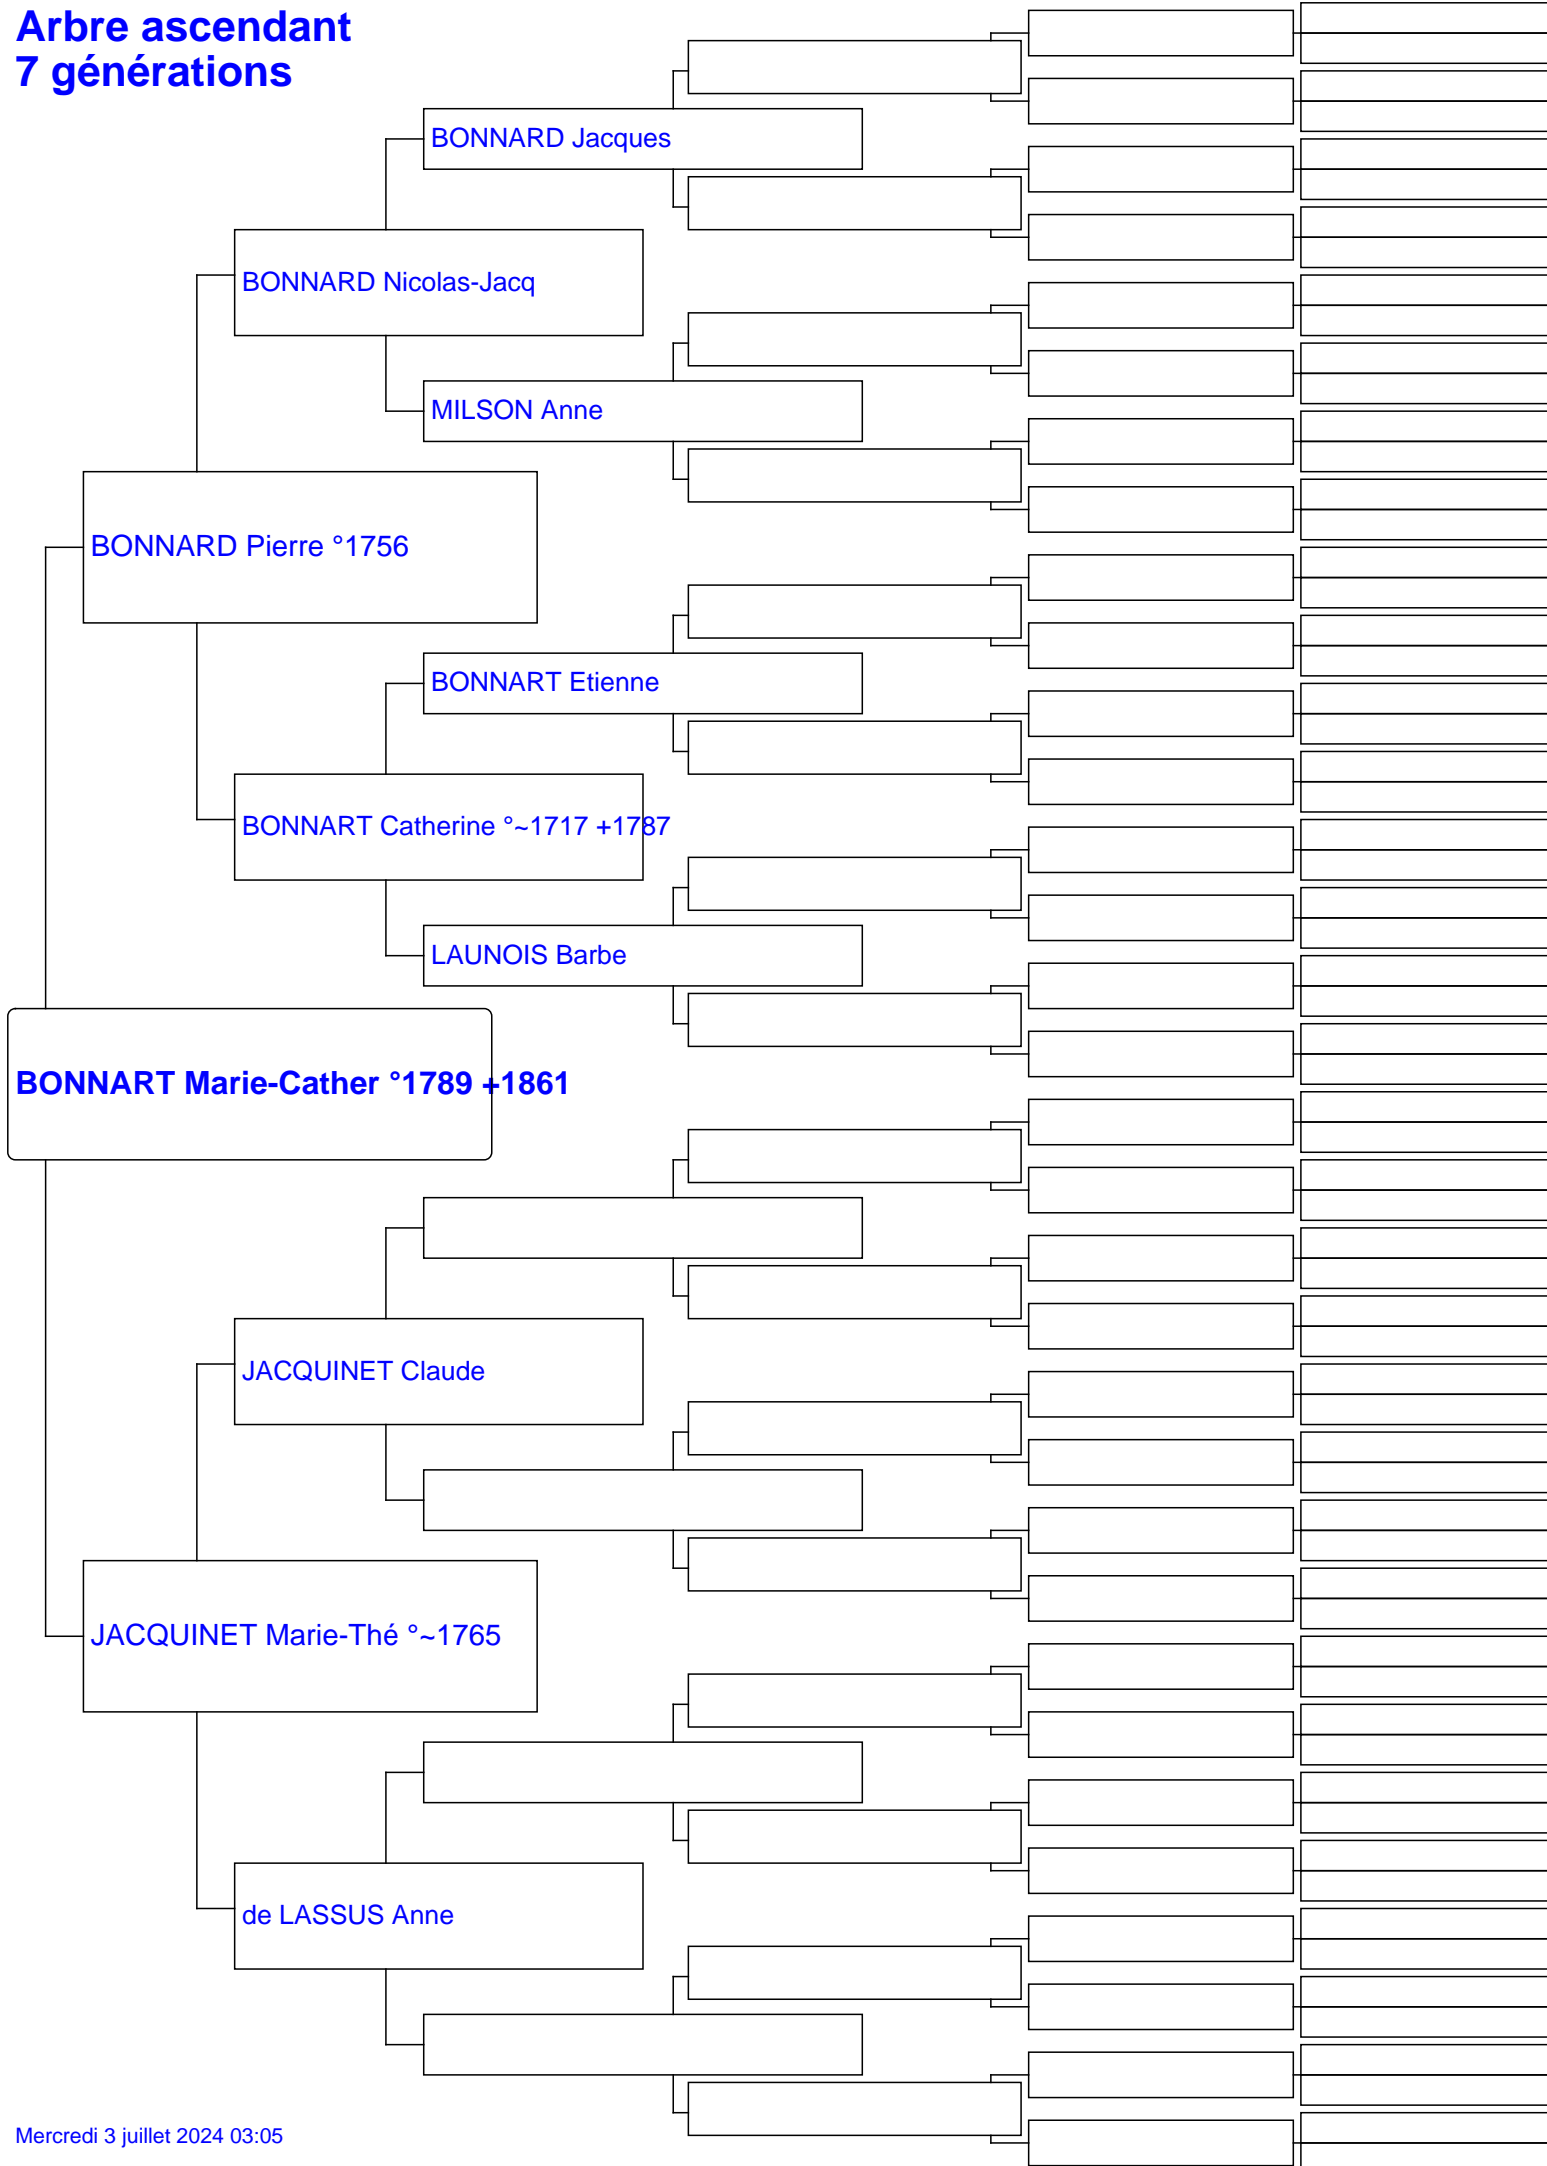 Arbre ascendant
7 générations
BONNARD Jacques
BONNARD Nicolas-Jacq
MILSON Anne
BONNARD Pierre °1756
BONNART Etienne
BONNART Catherine °~1717 +1787
LAUNOIS Barbe
BONNART Marie-Cather °1789 +1861
JACQUINET Claude
JACQUINET Marie-Thé °~1765
de LASSUS Anne
Mercredi 3 juillet 2024 03:05